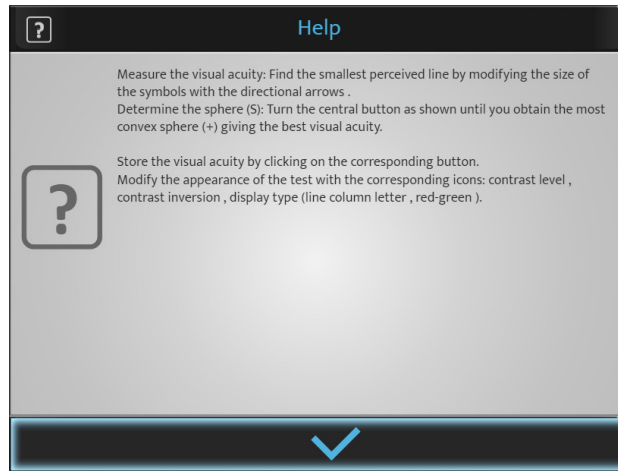 ?
Help
Measure the visual acuity: Find the smallest perceived line by modifying the size of
the symbols with the directional arrows .
Determine the sphere (S): Turn the central button as shown until you obtain the most
convex sphere (+) giving the best visual acuity.
Store the visual acuity by clicking on the corresponding button.
Modify the appearance of the test with the corresponding icons: contrast level ,
contrast inversion , display type (line column letter , red-green ).
?